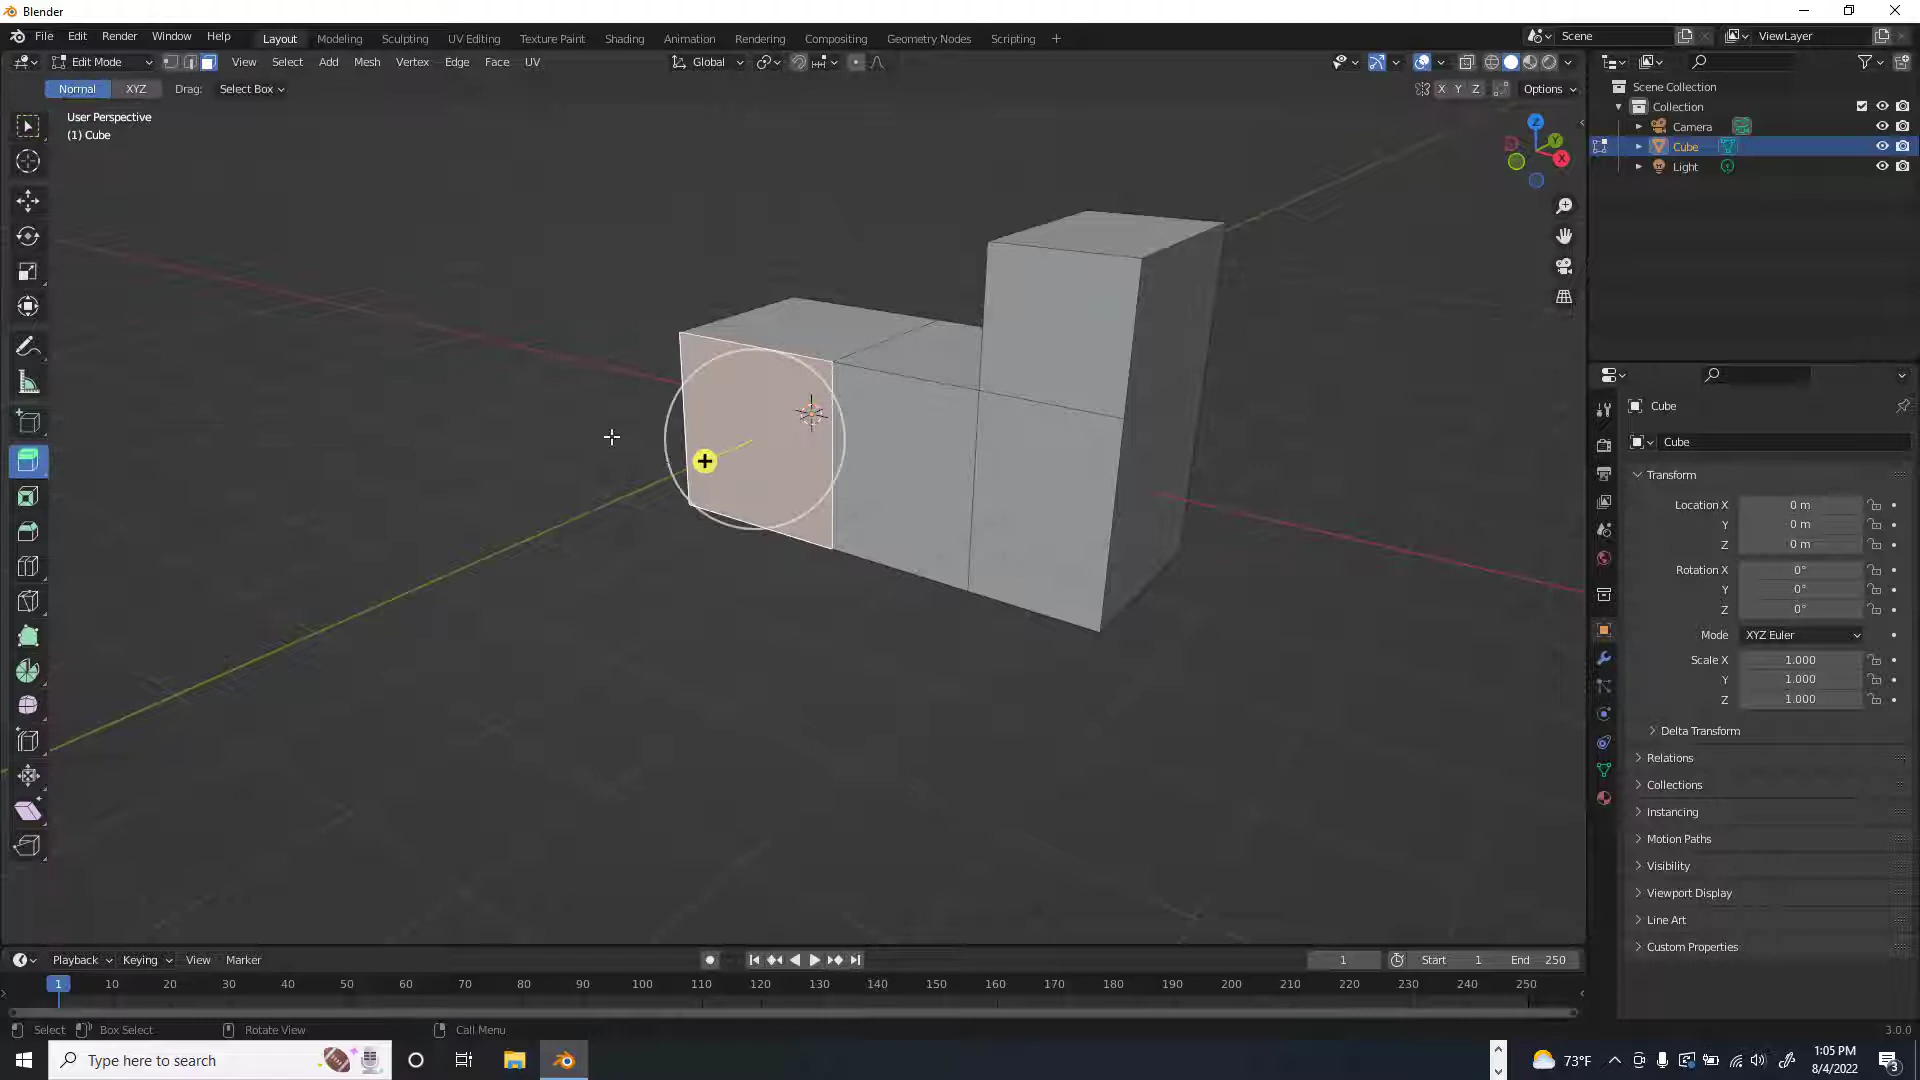 Blender
File Edit Render Window Help
Layout Modeling Sculpting UV Editing Texture Paint Shading Animation Rendering Compositing Geometry Nodes Scripting +
Scene
ViewLayer
Edit Mode View Select Add Mesh Vertex Edge Face UV
Global
Normal XYZ Drag: Select Box
X Y Z Options
User Perspective
(1) Cube
Z
Y
X
Scene Collection
Collection
Camera
Cube
Light
Cube
Cube
Transform
Location X 0 m
Y 0 m
Z 0 m
Rotation X 0°
Y 0°
Z 0°
Mode XYZ Euler
Scale X 1.000
Y 1.000
Z 1.000
Delta Transform
Relations
Collections
Instancing
Motion Paths
Visibility
Viewport Display
Line Art
Custom Properties
Playback Keying View Marker
1 Start 1 End 250
1 10 20 30 40 50 60 70 80 90 100 110 120 130 140 150 160 170 180 190 200 210 220 230 240 250
Select Box Select Rotate View Call Menu
3.0.0
Type here to search
73°F
1:05 PM
8/4/2022
3